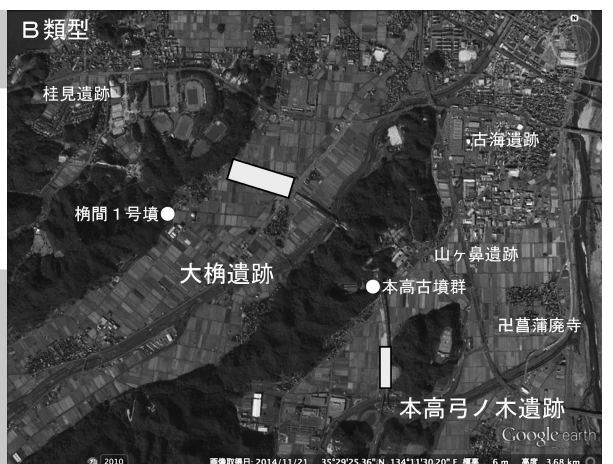 B類型
桂見遺跡
古海遺跡
桷間1号墳
山ヶ鼻遺跡
大桷遺跡
本高古墳群
卍菖蒲廃寺
本高弓ノ木遺跡
Google earth
2010
画像取得日: 2014/11/21 35°29'25.36" N 134°11'30.20" E 標高 6 m 高度 3.68 km